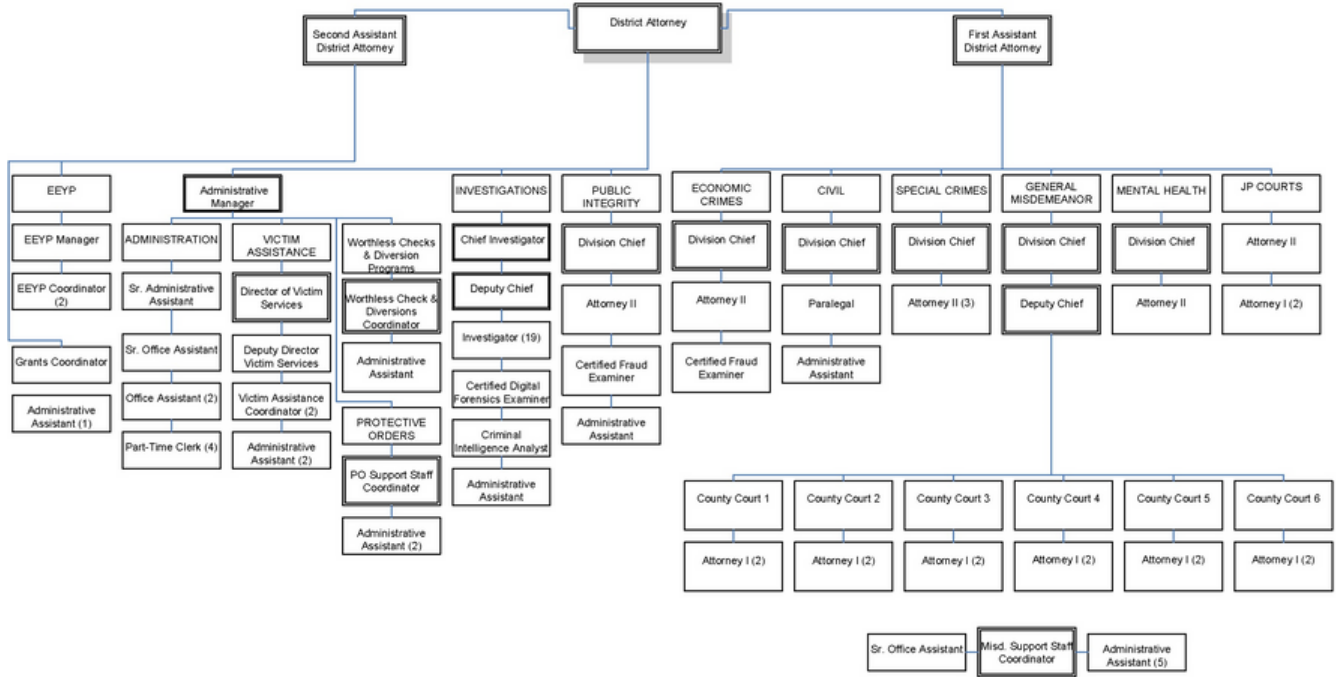 District Attorney
Second Assistant
District Attorney
First Assistant
District Attorney
EEYP
EEYP Manager
EEYP Coordinator
(2)
Grants Coordinator
Administrative
Assistant (1)
Administrative
Manager
ADMINISTRATION
Sr. Administrative
Assistant
Sr. Office Assistant
Office Assistant (2)
Part-Time Clerk (4)
VICTIM
ASSISTANCE
Director of Victim
Services
Deputy Director
Victim Services
Victim Assistance
Coordinator (2)
Administrative
Assistant (2)
Worthless Checks
& Diversion
Programs
Worthless Check &
Diversions
Coordinator
Administrative
Assistant
PROTECTIVE
ORDERS
PO Support Staff
Coordinator
Administrative
Assistant (2)
INVESTIGATIONS
Chief Investigator
Deputy Chief
Investigator (19)
Certified Digital
Forensics Examiner
Criminal
Intelligence Analyst
Administrative
Assistant
PUBLIC
INTEGRITY
Division Chief
Attorney II
Certified Fraud
Examiner
Administrative
Assistant
ECONOMIC
CRIMES
Division Chief
Attorney II
Certified Fraud
Examiner
CIVIL
Division Chief
Paralegal
Administrative
Assistant
SPECIAL CRIMES
Division Chief
Attorney II (3)
GENERAL
MISDEMEANOR
Division Chief
Deputy Chief
MENTAL HEALTH
Division Chief
Attorney II
JP COURTS
Attorney II
Attorney I (2)
County Court 1
Attorney I (2)
County Court 2
Attorney I (2)
County Court 3
Attorney I (2)
County Court 4
Attorney I (2)
County Court 5
Attorney I (2)
County Court 6
Attorney I (2)
Sr. Office Assistant
Misd. Support Staff
Coordinator
Administrative
Assistant (5)